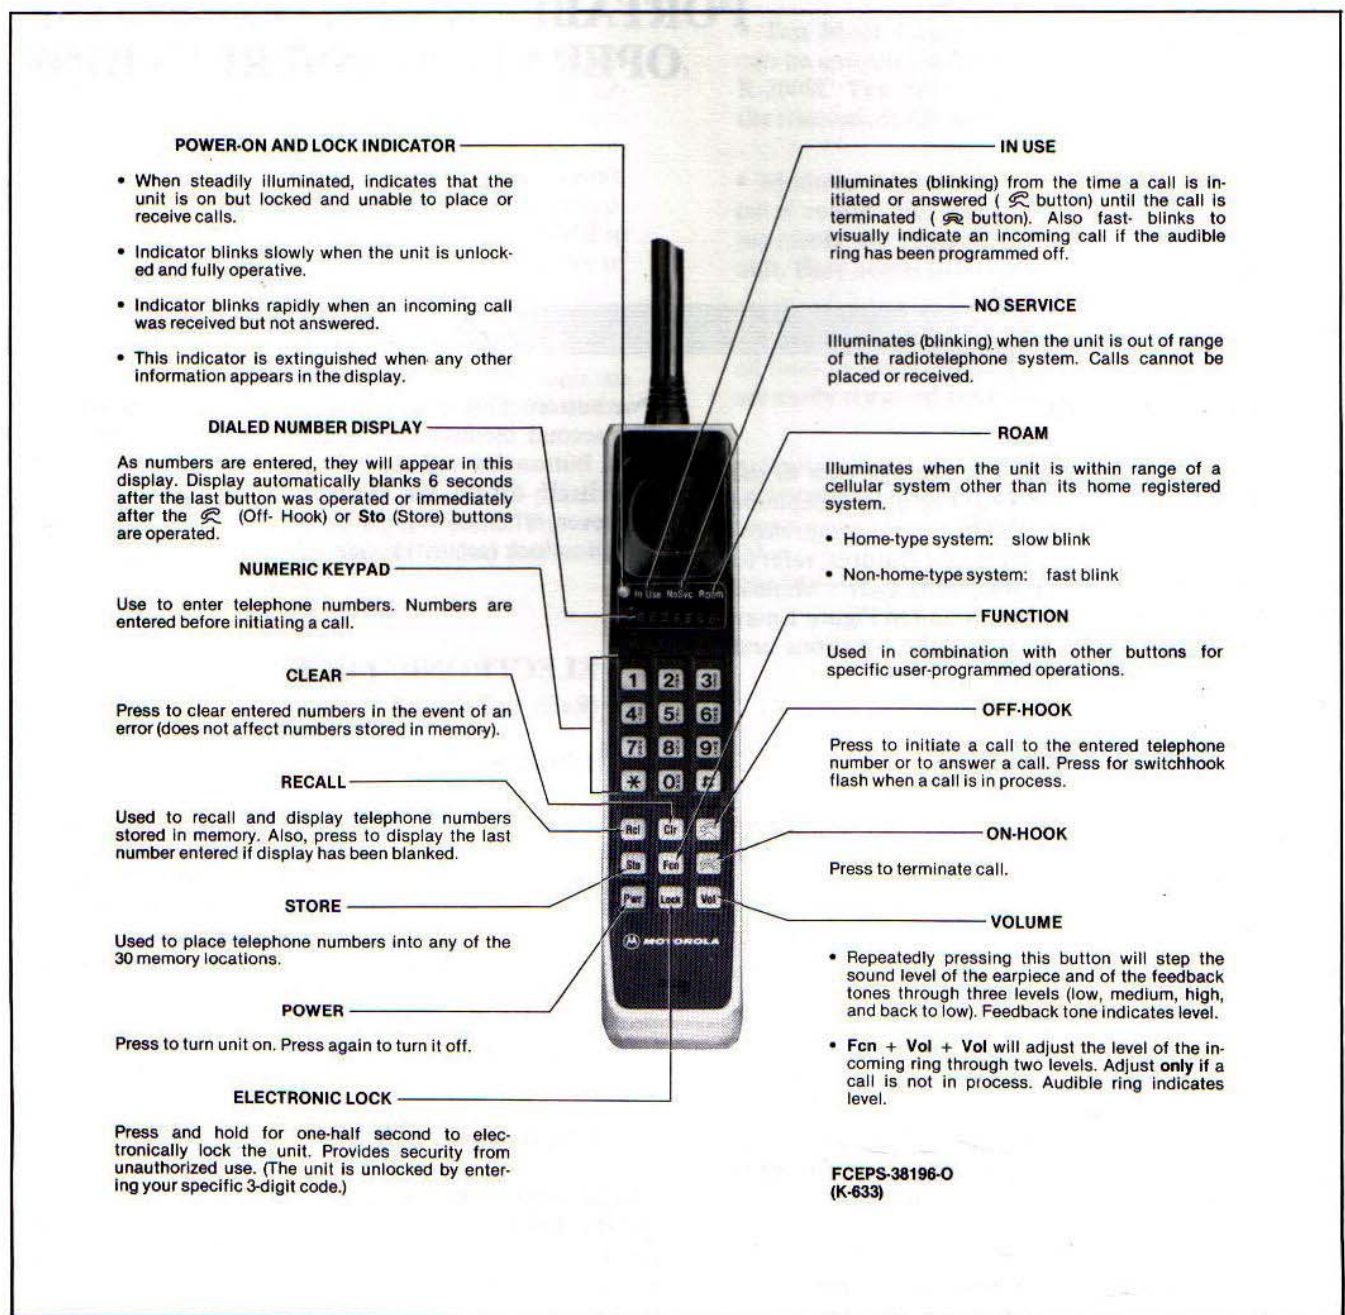 POWER-ON AND LOCK INDICATOR
• When steadily illuminated, indicates that the
unit is on but locked and unable to place or
receive calls.
• Indicator blinks slowly when the unit is unlock-
ed and fully operative.
• Indicator blinks rapidly when an incoming call
was received but not answered.
• This indicator is extinguished when any other
information appears in the display.
DIALED NUMBER DISPLAY
As numbers are entered, they will appear in this
display. Display automatically blanks 6 seconds
after the last button was operated or immediately
after the (Off- Hook) or Sto (Store) buttons
are operated.
NUMERIC KEYPAD
Use to enter telephone numbers. Numbers are
entered before initiating a call.
CLEAR
Press to clear entered numbers in the event of an
error (does not affect numbers stored in memory).
RECALL
Used to recall and display telephone numbers
stored in memory. Also, press to display the last
number entered if display has been blanked.
STORE
Used to place telephone numbers into any of the
30 memory locations.
POWER
Press to turn unit on. Press again to turn it off.
ELECTRONIC LOCK
Press and hold for one-half second to elec-
tronically lock the unit. Provides security from
unauthorized use. (The unit is unlocked by enter-
ing your specific 3-digit code.)
In Use NoSvc Roam
1 2 3
4 5 6
7 8 9
* 0 #
Rcl Clr
Sto Fcn
Pwr Lock Vol
MOTOROLA
IN USE
Illuminates (blinking) from the time a call is in-
itiated or answered ( button) until the call is
terminated ( button). Also fast- blinks to
visually indicate an incoming call if the audible
ring has been programmed off.
NO SERVICE
Illuminates (blinking) when the unit is out of range
of the radiotelephone system. Calls cannot be
placed or received.
ROAM
Illuminates when the unit is within range of a
cellular system other than its home registered
system.
• Home-type system: slow blink
• Non-home-type system: fast blink
FUNCTION
Used in combination with other buttons for
specific user-programmed operations.
OFF-HOOK
Press to initiate a call to the entered telephone
number or to answer a call. Press for switchhook
flash when a call is in process.
ON-HOOK
Press to terminate call.
VOLUME
• Repeatedly pressing this button will step the
sound level of the earpiece and of the feedback
tones through three levels (low, medium, high,
and back to low). Feedback tone indicates level.
• Fcn + Vol + Vol will adjust the level of the in-
coming ring through two levels. Adjust only if a
call is not in process. Audible ring indicates
level.
FCEPS-38196-O
(K-633)